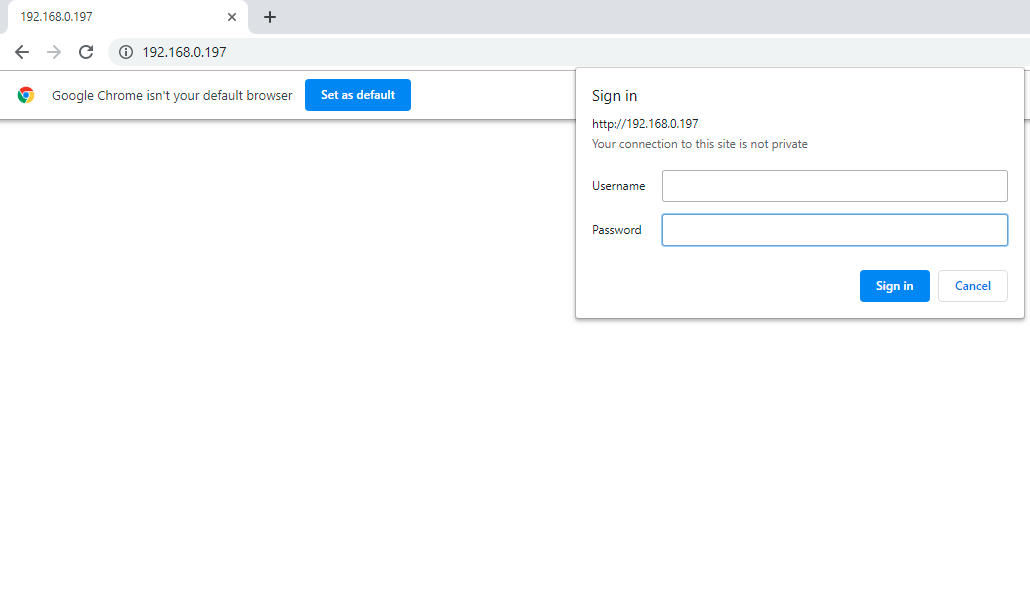 192.168.0.197
192.168.0.197
Google Chrome isn't your default browser
Set as default
Sign in
http://192.168.0.197
Your connection to this site is not private
Username
Password
Sign in
Cancel